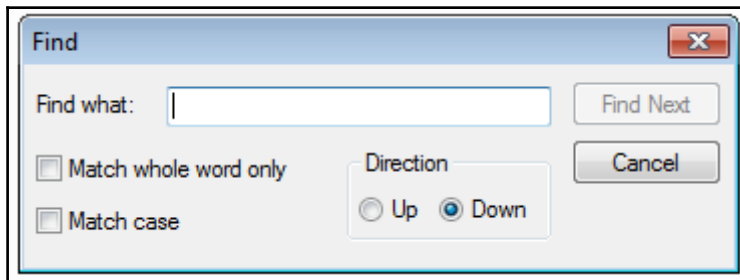 Find
Find what:
Find Next
Match whole word only
Direction
Cancel
Up
Down
Match case